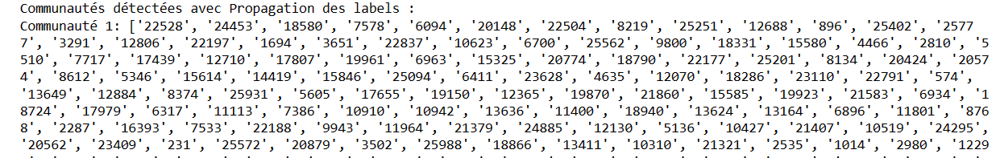 Communautés détectées avec Propagation des labels :
Communauté 1: ['22528', '24453', '18580', '7578', '6094', '20148', '22504', '8219', '25251', '12688', '896', '25402', '2577
7', '3291', '12806', '22197', '1694', '3651', '22837', '10623', '6700', '25562', '9800', '18331', '15580', '4466', '2810', '5
510', '7717', '17439', '12710', '17807', '19961', '6963', '15325', '20774', '18790', '22177', '25201', '8134', '20424', '2057
4', '8612', '5346', '15614', '14419', '15846', '25094', '6411', '23628', '4635', '12070', '18286', '23110', '22791', '574',
'13649', '12884', '8374', '25931', '5605', '17655', '19150', '12365', '19870', '21860', '15585', '19923', '21583', '6934', '1
8724', '17979', '6317', '11113', '7386', '10910', '10942', '13636', '11400', '18940', '13624', '13164', '6896', '11801', '876
8', '2287', '16393', '7533', '22188', '9943', '11964', '21379', '24885', '12130', '5136', '10427', '21407', '10519', '24295',
'20562', '23409', '231', '25572', '20879', '3502', '25988', '18866', '13411', '10310', '21321', '2535', '1014', '2980', '1229